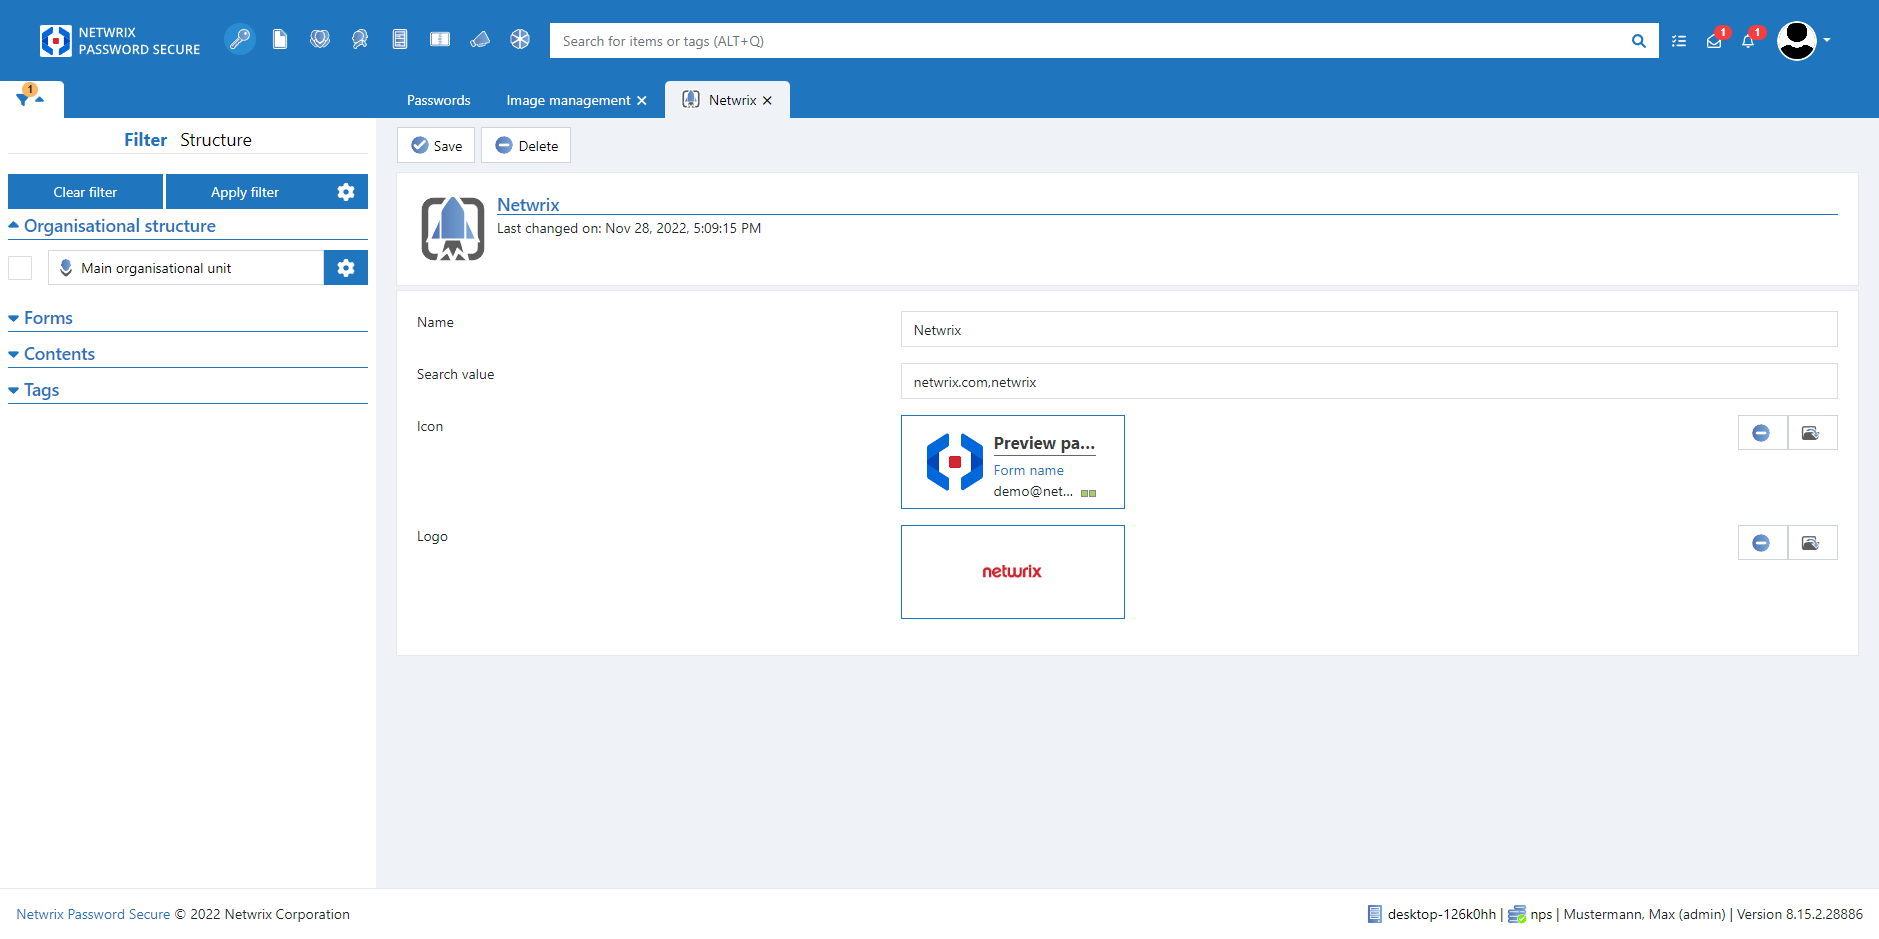 NETWRIX
PASSWORD SECURE
Search for items or tags (ALT+Q)
1
1
1
Passwords
Image management
Netwrix
Filter
Structure
Save
Delete
Clear filter
Apply filter
Netwrix
Last changed on: Nov 28, 2022, 5:09:15 PM
Organisational structure
Main organisational unit
Forms
Contents
Tags
Name
Netwrix
Search value
netwrix.com,netwrix
Icon
Preview pa...
Form name
demo@net...
Logo
netwrix
Netwrix Password Secure © 2022 Netwrix Corporation
desktop-126k0hh | nps | Mustermann, Max (admin) | Version 8.15.2.28886